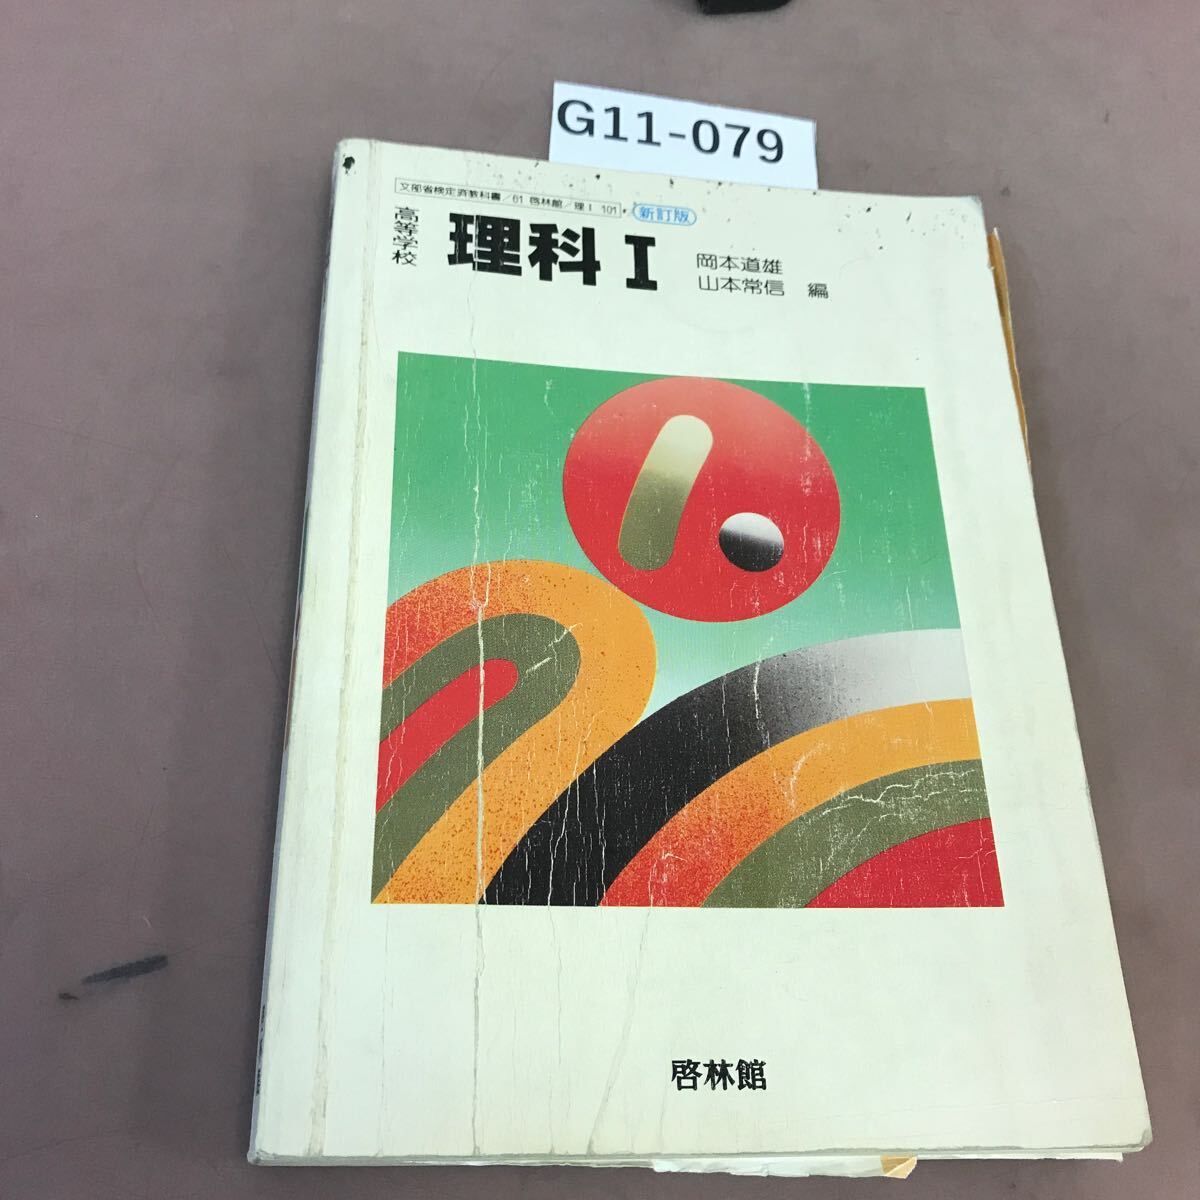 G11-079
文部省検定済教科書/61 啓林館/理Ⅰ 101
新訂版
高等学校
理科Ⅰ
岡本道雄
山本常信 編
啓林館